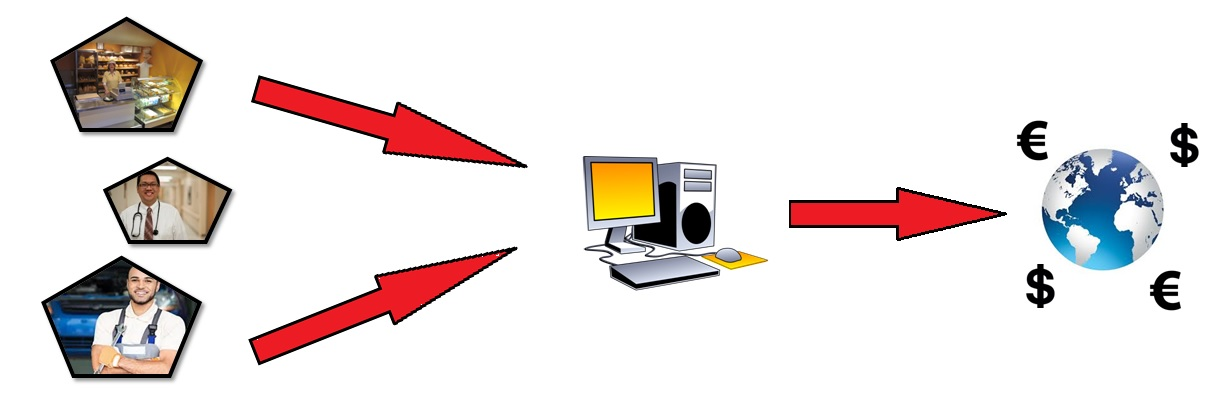 € $
$ €